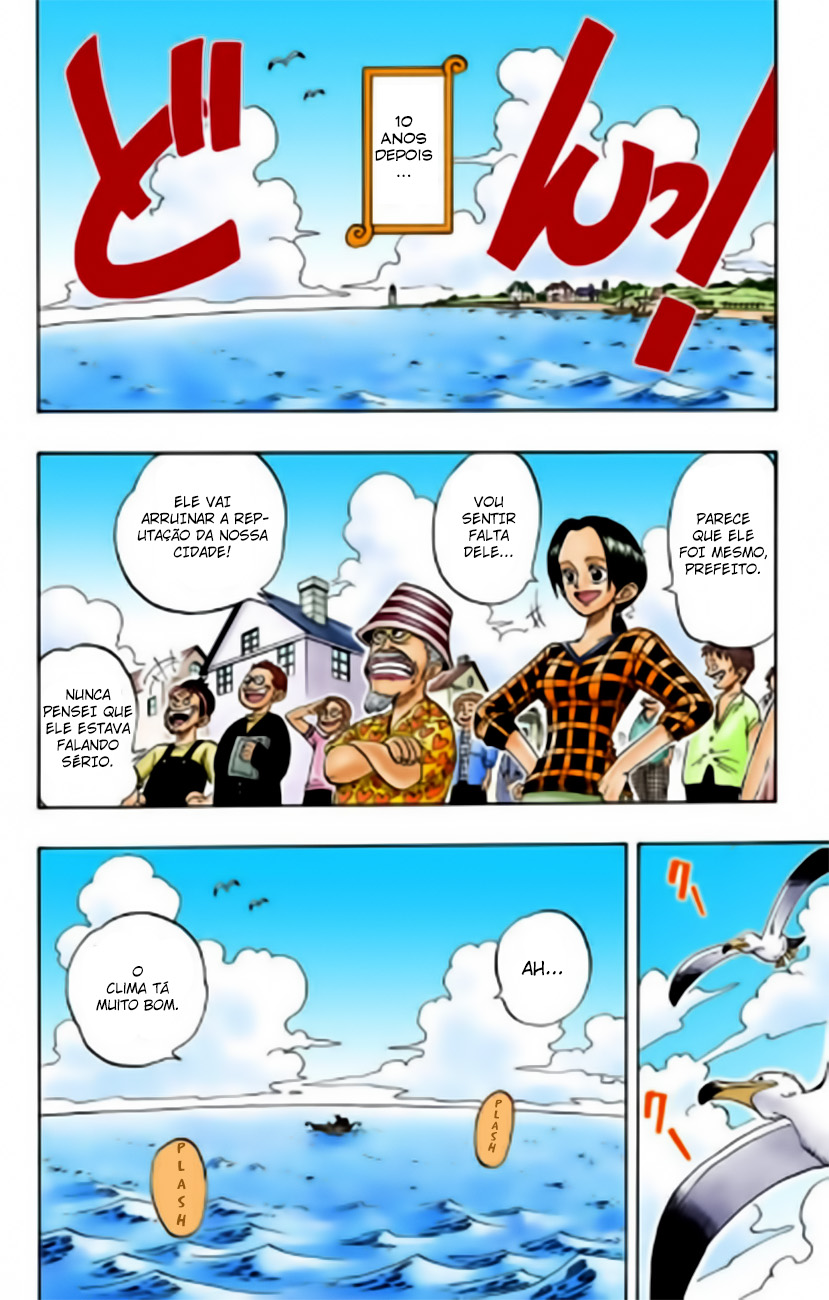 どんっ!
10
ANOS
DEPOIS
...
PARECE
QUE ELE
FOI MESMO,
PREFEITO.
VOU
SENTIR
FALTA
DELE...
ELE VAI
ARRUINAR A REP-
UTAÇÃO DA NOSSA
CIDADE!
NUNCA
PENSEI QUE
ELE ESTAVA
FALANDO
SÉRIO.
クー
クー
AH...
O
CLIMA TÁ
MUITO BOM.
PLASH
PLASH